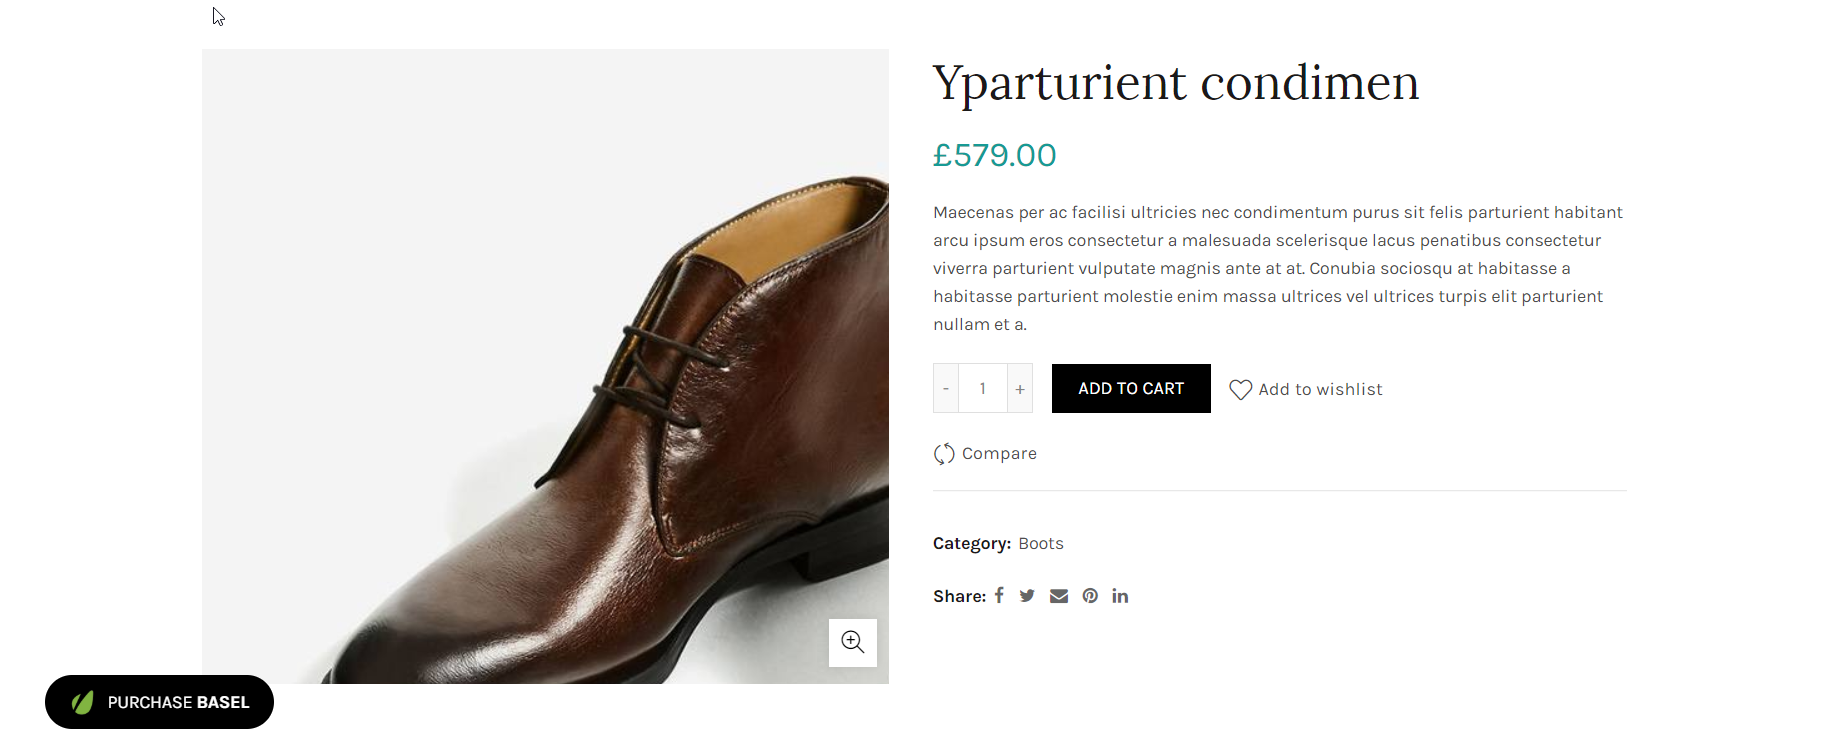 Yparturient condimen
£579.00
Maecenas per ac facilisi ultricies nec condimentum purus sit felis parturient habitant
arcu ipsum eros consectetur a malesuada scelerisque lacus penatibus consectetur
viverra parturient vulputate magnis ante at at. Conubia sociosqu at habitasse a
habitasse parturient molestie enim massa ultrices vel ultrices turpis elit parturient
nullam et a.
- 1 + ADD TO CART Add to wishlist
Compare
Category: Boots
Share:
PURCHASE BASEL